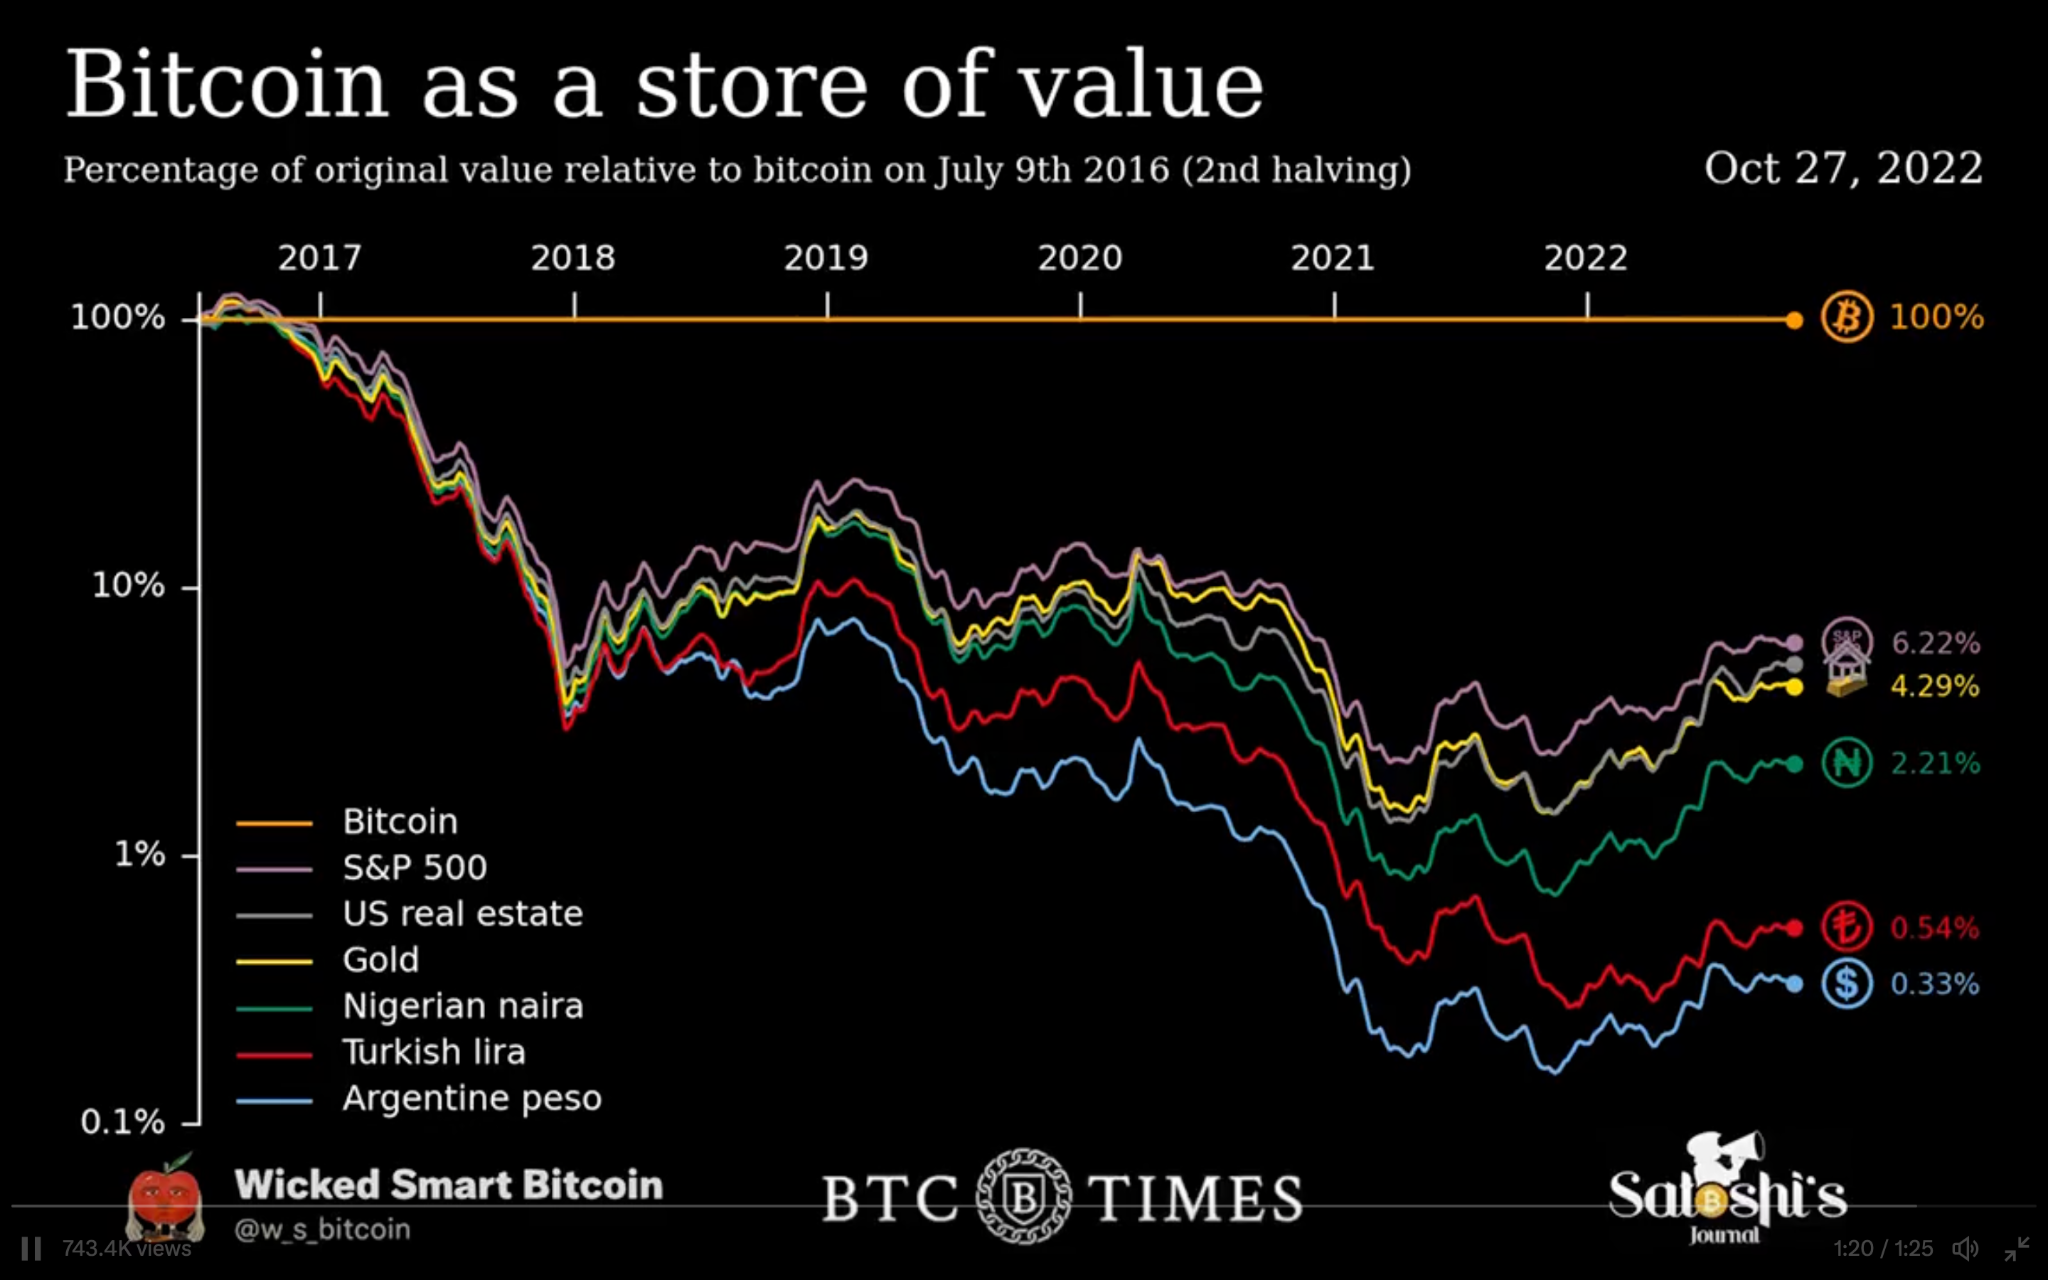 Bitcoin as a store of value
Percentage of original value relative to bitcoin on July 9th 2016 (2nd halving)
Oct 27, 2022
2017 2018 2019 2020 2021 2022
100%
10%
1%
0.1%
100%
S&P
6.22%
4.29%
₦ 2.21%
₺ 0.54%
$ 0.33%
Bitcoin
S&P 500
US real estate
Gold
Nigerian naira
Turkish lira
Argentine peso
Wicked Smart Bitcoin
@w_s_bitcoin
BTC B TIMES
Satoshi's
Journal
743.4K views
1:20 / 1:25